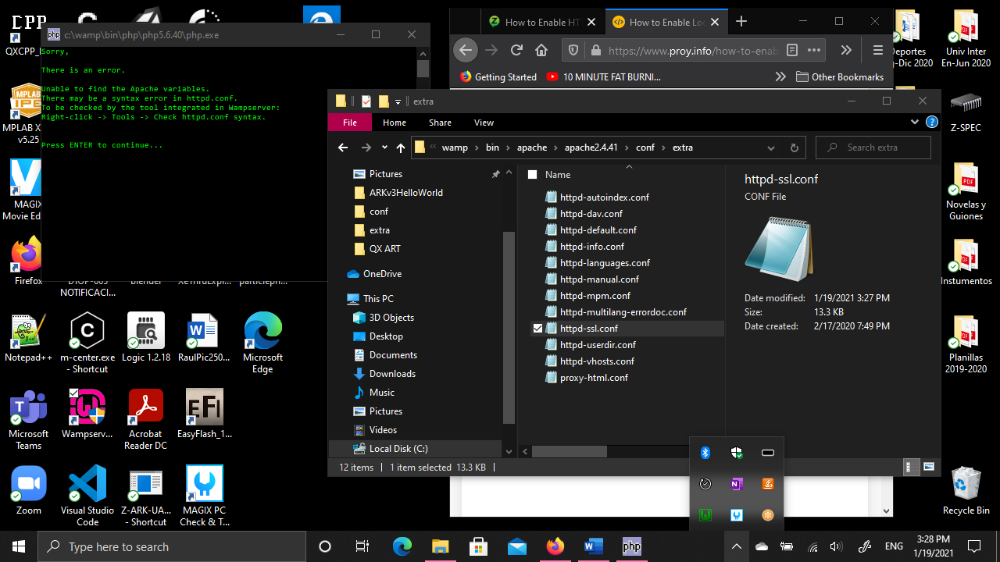 CPP
QXCPP_
MPLAB X
IPE
v5.25
MAGIX
Movie Ed...
Firefox
NOTIFICACI...
Notepad++
m-center.exe
- Shortcut
Logic 1.2.18
RaulPic250...
Microsoft
Edge
Microsoft
Teams
Wampserv...
Acrobat
Reader DC
EFI
EasyFlash_1...
Zoom
Visual Studio
Code
Z-ARK-UA...
- Shortcut
MAGIX PC
Check & T...
php c:\wamp\bin\php\php5.6.40\php.exe
Sorry,
There is an error.
Unable to find the Apache variables.
There may be a syntax error in httpd.conf.
To be checked by the tool integrated in Wampserver:
Right-click -> Tools -> Check httpd.conf syntax.
Press ENTER to continue...
How to Enable HT
How to Enable Loc
https://www.proy.info/how-to-enab
Getting Started
10 MINUTE FAT BURNI...
Other Bookmarks
extra
File
Home
Share
View
wamp > bin > apache > apache2.4.41 > conf > extra
Search extra
Pictures
ARKv3HelloWorld
conf
extra
QX ART
OneDrive
This PC
3D Objects
Desktop
Documents
Downloads
Music
Pictures
Videos
Local Disk (C:)
Name
httpd-autoindex.conf
httpd-dav.conf
httpd-default.conf
httpd-info.conf
httpd-languages.conf
httpd-manual.conf
httpd-mpm.conf
httpd-multilang-errordoc.conf
httpd-ssl.conf
httpd-userdir.conf
httpd-vhosts.conf
proxy-html.conf
httpd-ssl.conf
CONF File
Date modified: 1/19/2021 3:27 PM
Size: 13.3 KB
Date created: 2/17/2020 7:49 PM
12 items
1 item selected 13.3 KB
Deportes
-Dic 2020
Univ Inter
En-Jun 2020
Z-SPEC
Novelas y
Guiones
Instumentos
Planillas
2019-2020
Recycle Bin
Type here to search
php
ENG
3:28 PM
1/19/2021